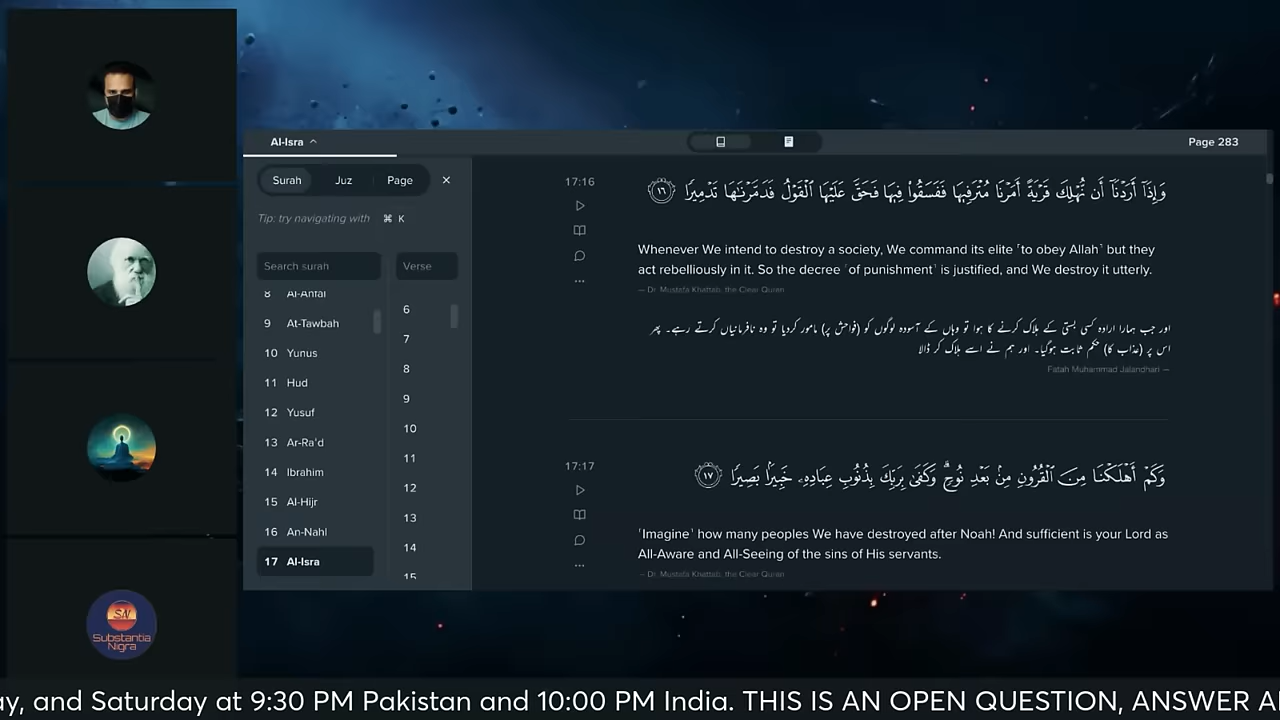 Al-Isra
Page 283
Surah
Juz
Page
Tip: try navigating with ⌘ K
Search surah
Verse
8 Al-Anfal
9 At-Tawbah
10 Yunus
11 Hud
12 Yusuf
13 Ar-Ra'd
14 Ibrahim
15 Al-Hijr
16 An-Nahl
17 Al-Isra
6
7
8
9
10
11
12
13
14
15
17:16
وَإِذَآ أَرَدْنَآ أَن نُّهْلِكَ قَرْيَةً أَمَرْنَا مُتْرَفِيهَا فَفَسَقُوا۟ فِيهَا فَحَقَّ عَلَيْهَا ٱلْقَوْلُ فَدَمَّرْنَـٰهَا تَدْمِيرًا ١٦
Whenever We intend to destroy a society, We command its elite ˹to obey Allah˺ but they
act rebelliously in it. So the decree ˹of punishment˺ is justified, and We destroy it utterly.
— Dr. Mustafa Khattab, the Clear Quran
اور جب ہمارا ارادہ کسی بستی کے ہلاک کرنے کا ہوا تو وہاں کے آسودہ لوگوں کو (فواحش پر) مامور کردیا تو وہ نافرمانیاں کرتے رہے۔ پھر
اس پر (عذاب کا) حکم ثابت ہوگیا۔ اور ہم نے اسے ہلاک کر ڈالا
Fatah Muhammad Jalandhari —
17:17
وَكَمْ أَهْلَكْنَا مِنَ ٱلْقُرُونِ مِنۢ بَعْدِ نُوحٍ ۗ وَكَفَىٰ بِرَبِّكَ بِذُنُوبِ عِبَادِهِۦ خَبِيرًۢا بَصِيرًا ١٧
˹Imagine˺ how many peoples We have destroyed after Noah! And sufficient is your Lord as
All-Aware and All-Seeing of the sins of His servants.
— Dr. Mustafa Khattab, the Clear Quran
SN
Substantia
Nigra
ay, and Saturday at 9:30 PM Pakistan and 10:00 PM India. THIS IS AN OPEN QUESTION, ANSWER A